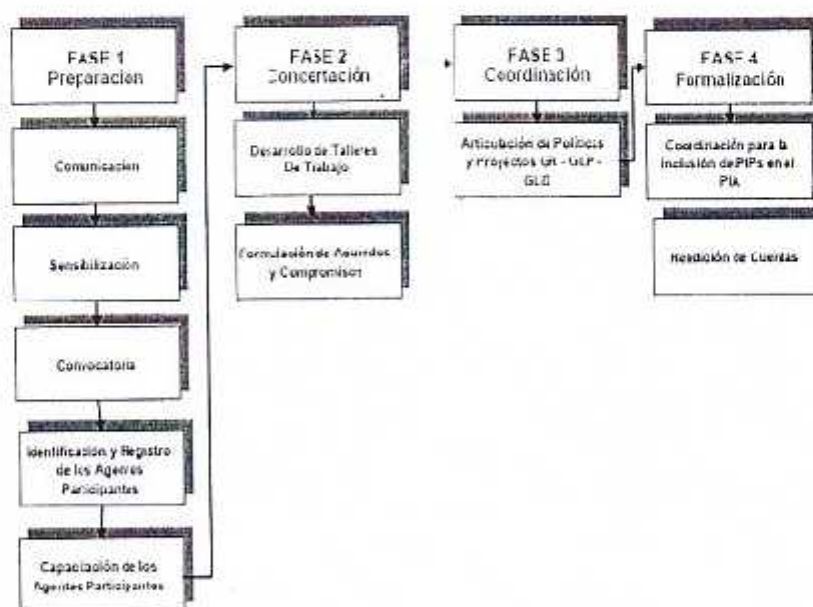 FASE 1
Preparacion
Comunicacion
Sensibilización
Convocatoria
Identificación y Registro
de los Agentes
Participantes
Capacitación de los
Agentes Participantes
FASE 2
Concertación
Desarrollo de Talleres
De Trabajo
Formulación de Acuerdos
y Compromisos
FASE 3
Coordinación
Articulación de Políticas
y Proyectos GR - GLP -
GLD
FASE 4
Formalización
Coordinación para la
Inclusión de PIPs en el
PIA
Rendición de Cuentas